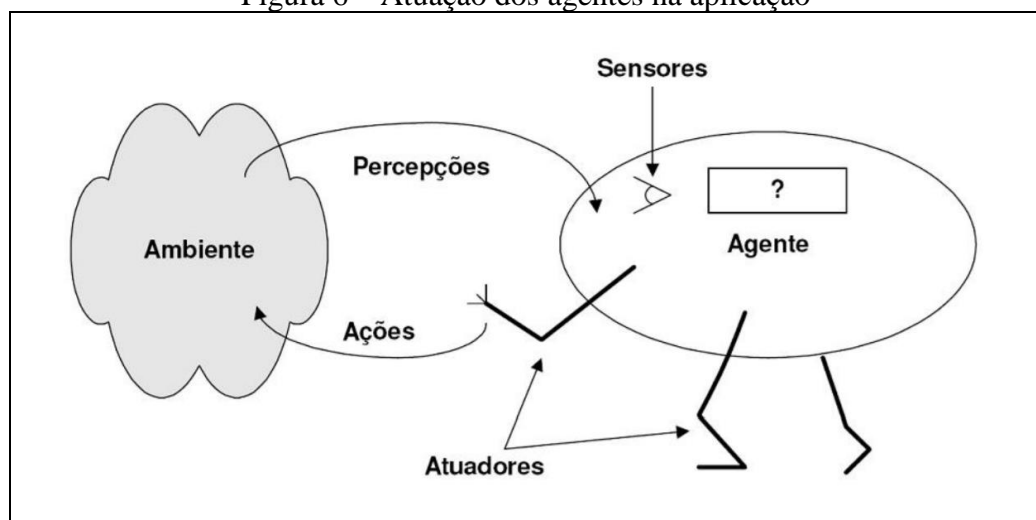 Figura 6 – Atuação dos agentes na aplicação
Sensores
Percepções
?
Ambiente
Agente
Ações
Atuadores